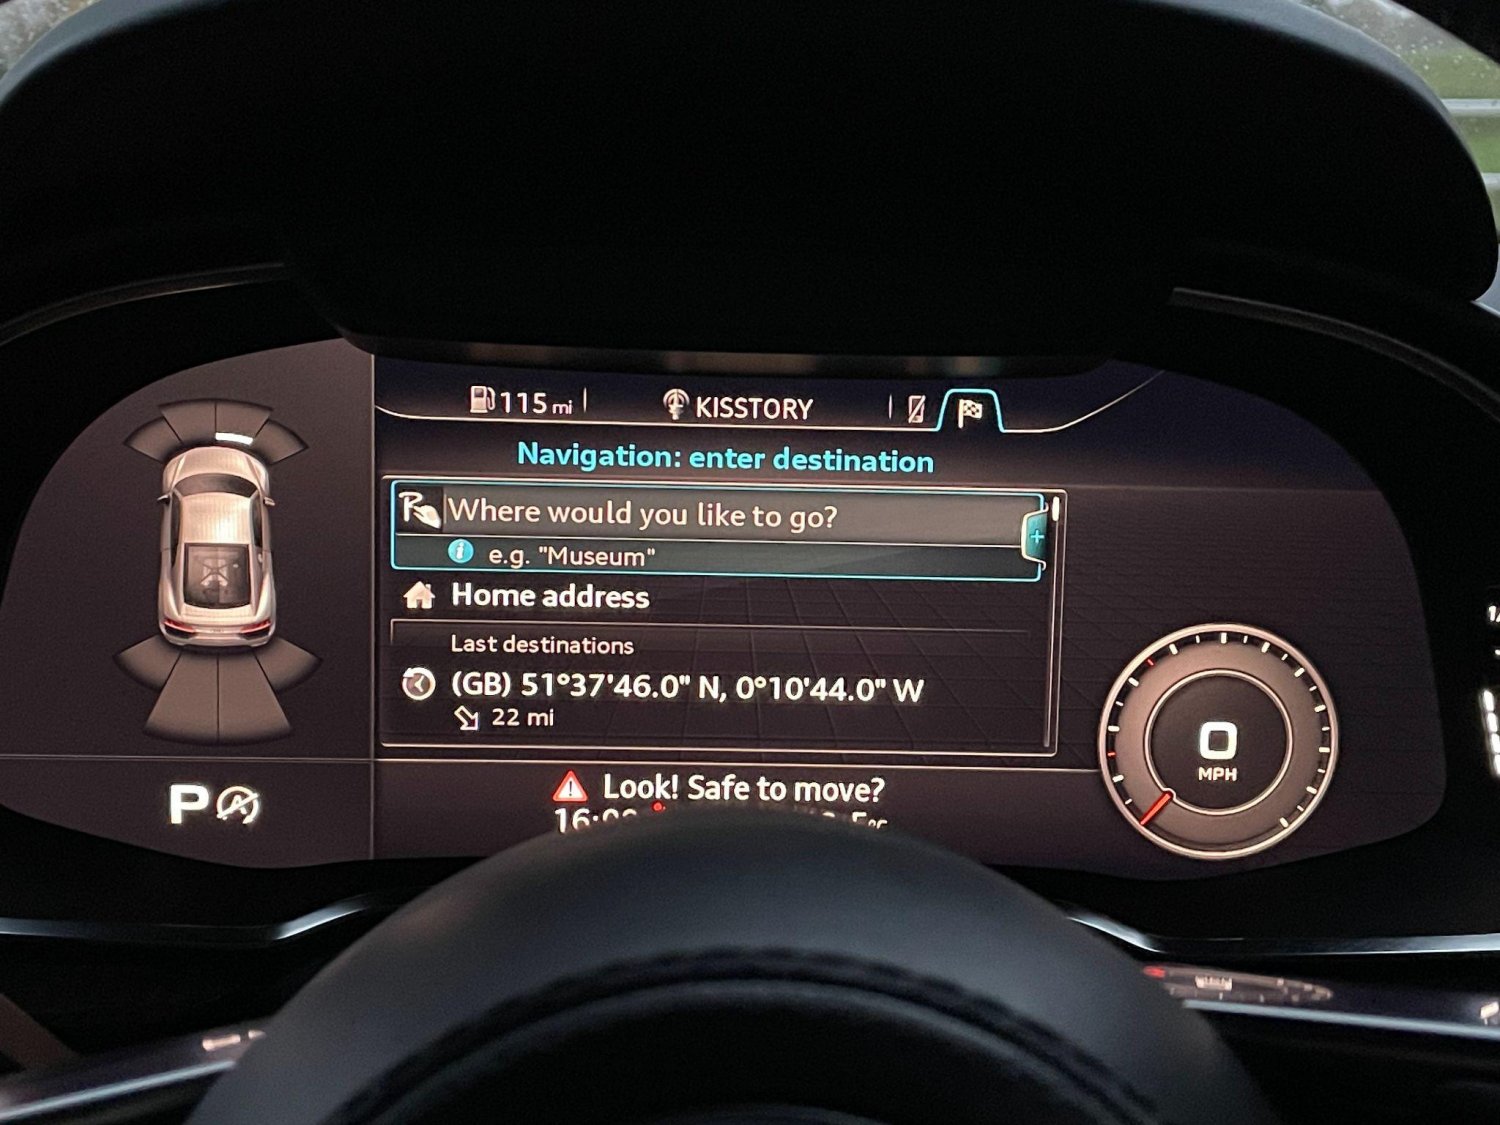 115 mi
KISSTORY
Navigation: enter destination
Where would you like to go?
e.g. "Museum"
Home address
Last destinations
(GB) 51°37'46.0" N, 0°10'44.0" W
22 mi
0
MPH
Look! Safe to move?
P A